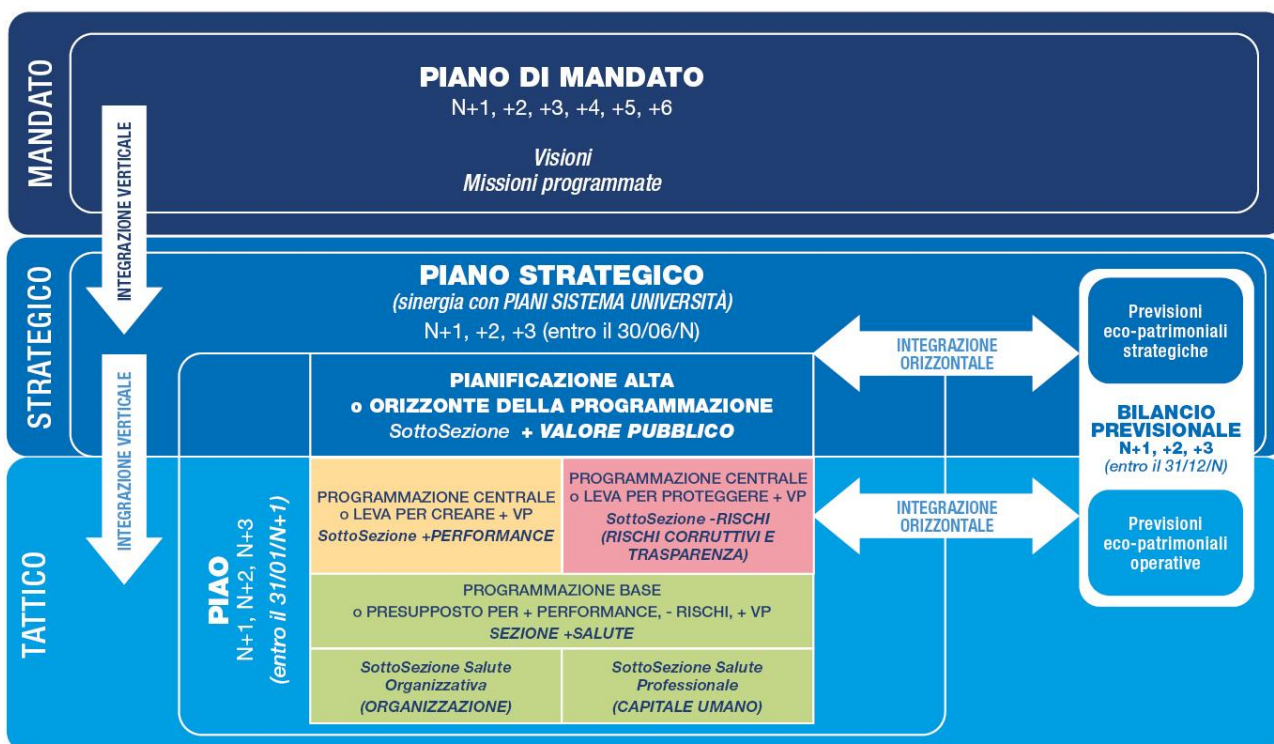 MANDATO
PIANO DI MANDATO
N+1, +2, +3, +4, +5, +6
Visioni
Missioni programmate
INTEGRAZIONE VERTICALE
STRATEGICO
PIANO STRATEGICO
(sinergia con PIANI SISTEMA UNIVERSITÀ)
N+1, +2, +3 (entro il 30/06/N)
PIANIFICAZIONE ALTA
o ORIZZONTE DELLA PROGRAMMAZIONE
SottoSezione + VALORE PUBBLICO
INTEGRAZIONE
ORIZZONTALE
Previsioni
eco-patrimoniali
strategiche
BILANCIO
PREVISIONALE
N+1, +2, +3
(entro il 31/12/N)
INTEGRAZIONE VERTICALE
TATTICO
PIAO
N+1, N+2, N+3
(entro il 31/01/N+1)
PROGRAMMAZIONE CENTRALE
o LEVA PER CREARE + VP
SottoSezione +PERFORMANCE
PROGRAMMAZIONE CENTRALE
o LEVA PER PROTEGGERE + VP
SottoSezione -RISCHI
(RISCHI CORRUTTIVI E
TRASPARENZA)
INTEGRAZIONE
ORIZZONTALE
Previsioni
eco-patrimoniali
operative
PROGRAMMAZIONE BASE
o PRESUPPOSTO PER + PERFORMANCE, - RISCHI, + VP
SEZIONE +SALUTE
SottoSezione Salute
Organizzativa
(ORGANIZZAZIONE)
SottoSezione Salute
Professionale
(CAPITALE UMANO)